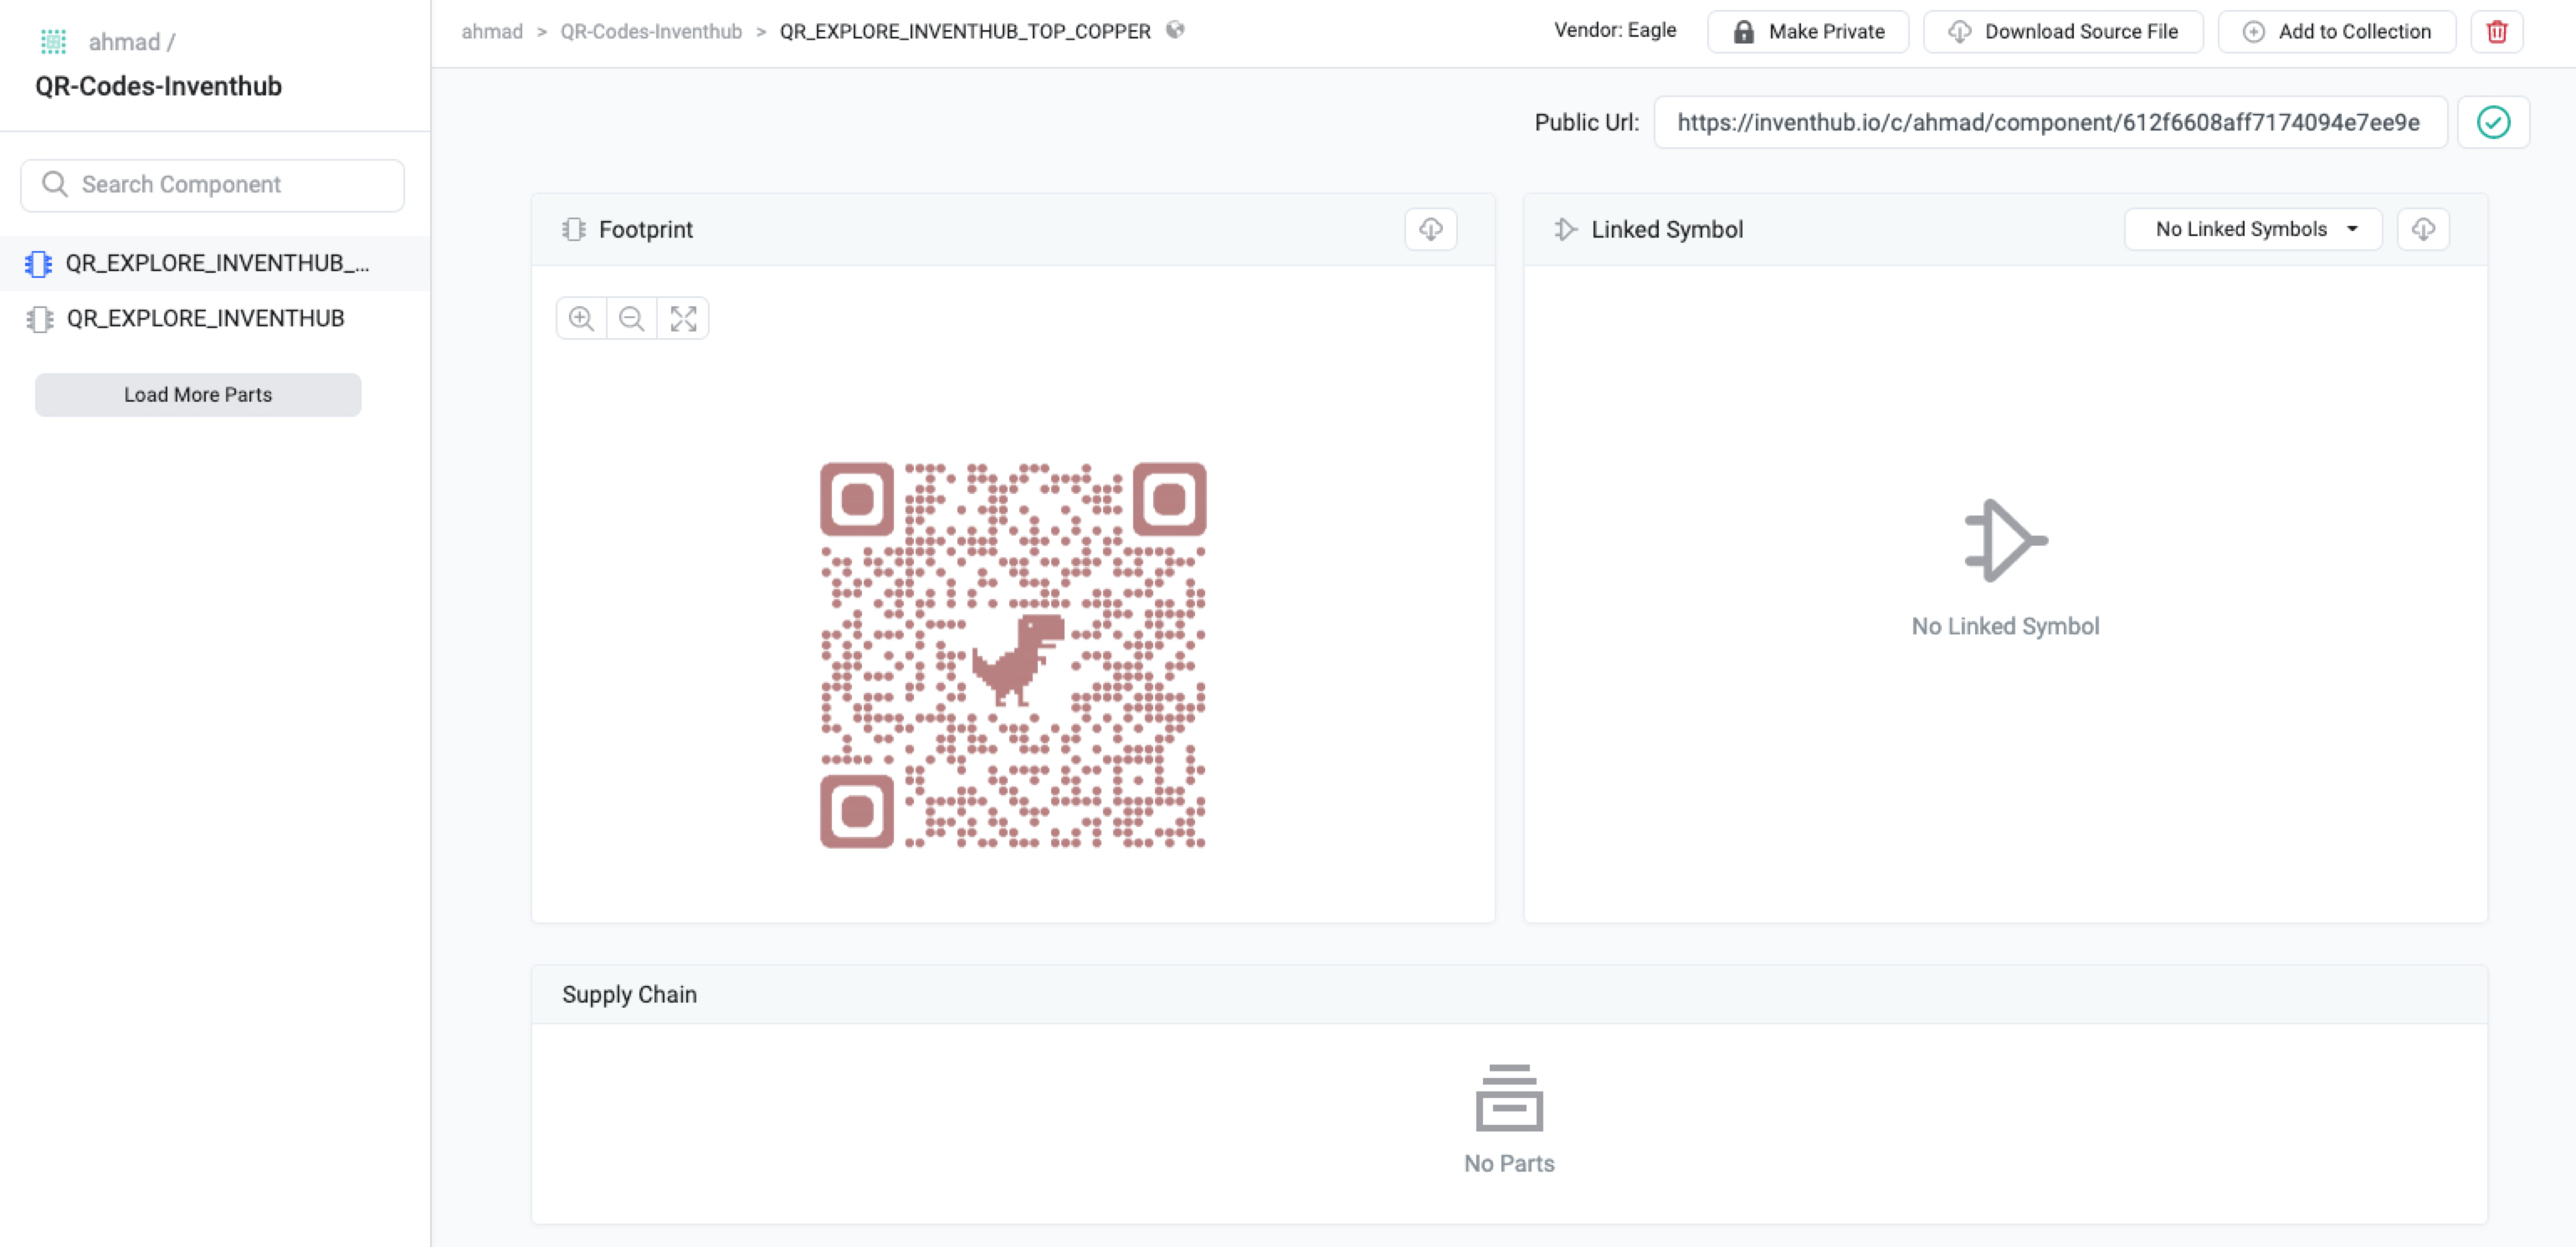 ahmad /
QR-Codes-Inventhub
Search Component
QR_EXPLORE_INVENTHUB_...
QR_EXPLORE_INVENTHUB
Load More Parts
ahmad > QR-Codes-Inventhub > QR_EXPLORE_INVENTHUB_TOP_COPPER
Vendor: Eagle
Make Private
Download Source File
Add to Collection
Public Url: https://inventhub.io/c/ahmad/component/612f6608aff7174094e7ee9e
Footprint
Linked Symbol
No Linked Symbols
No Linked Symbol
Supply Chain
No Parts